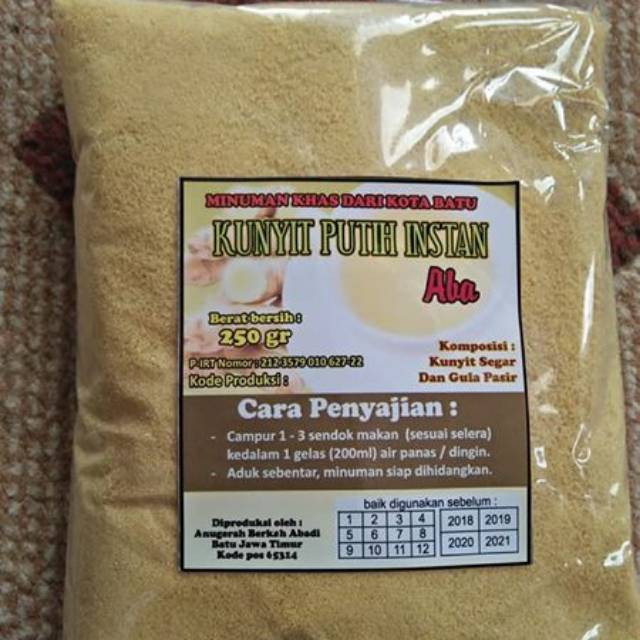 MINUMAN KHAS DARI KOTA BATU
KUNYIT PUTIH INSTAN
Aba
Berat bersih :
250 gr
P-IRT Nomor : 212-3579 010 627-22
Kode Produksi :
Komposisi :
Kunyit Segar
Dan Gula Pasir
Cara Penyajian :
- Campur 1 - 3 sendok makan (sesuai selera)
kedalam 1 gelas (200ml) air panas / dingin.
- Aduk sebentar, minuman siap dihidangkan.
Diproduksi oleh :
Anugerah Berkah Abadi
Batu Jawa Timur
Kode pos 65314
baik digunakan sebelum :
1 2 3 4 2018 2019
5 6 7 8
9 10 11 12 2020 2021